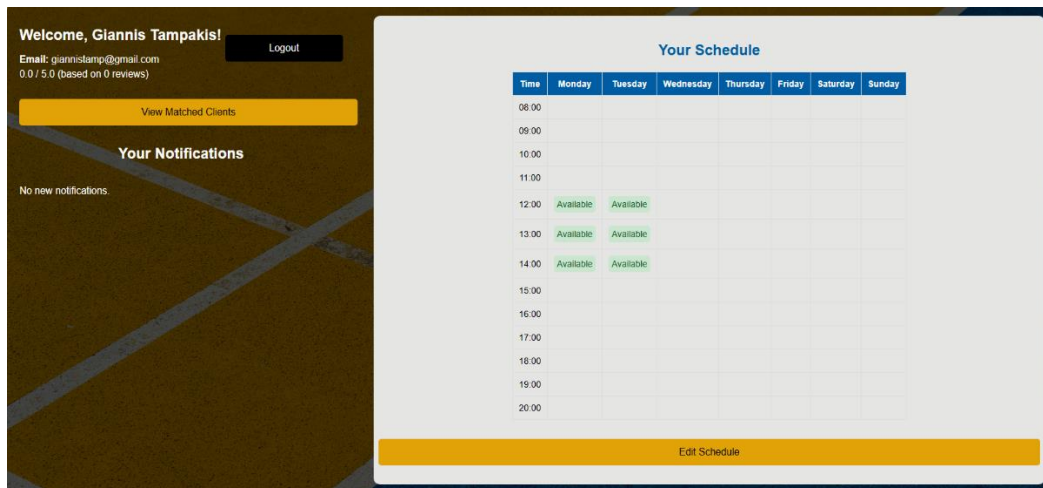 Welcome, Giannis Tampakis!
Logout
Email: giannistamp@gmail.com
0.0 / 5.0 (based on 0 reviews)
View Matched Clients
Your Notifications
No new notifications.
Your Schedule
Time Monday Tuesday Wednesday Thursday Friday Saturday Sunday
08:00
09:00
10:00
11:00
12:00 Available Available
13:00 Available Available
14:00 Available Available
15:00
16:00
17:00
18:00
19:00
20:00
Edit Schedule